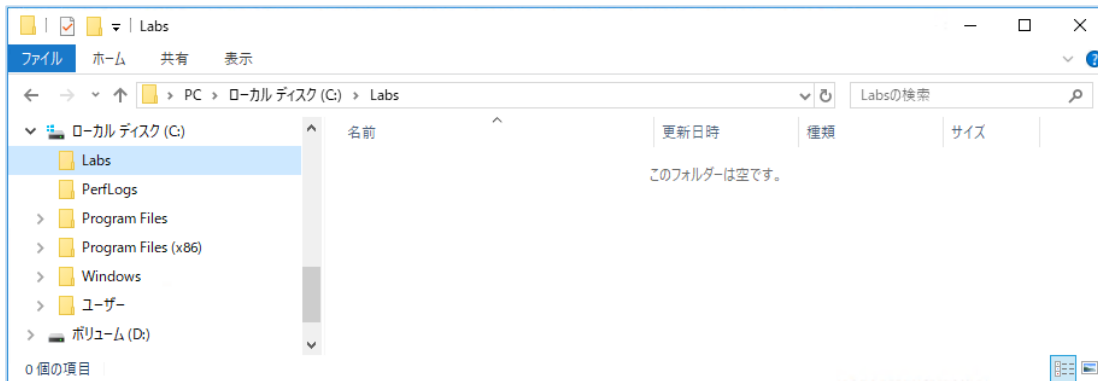 Labs
ファイル ホーム 共有 表示
PC ローカル ディスク (C:) Labs Labsの検索
ローカル ディスク (C:) 名前 更新日時 種類 サイズ
Labs
このフォルダーは空です。
PerfLogs
Program Files
Program Files (x86)
Windows
ユーザー
ボリューム (D:)
0 個の項目